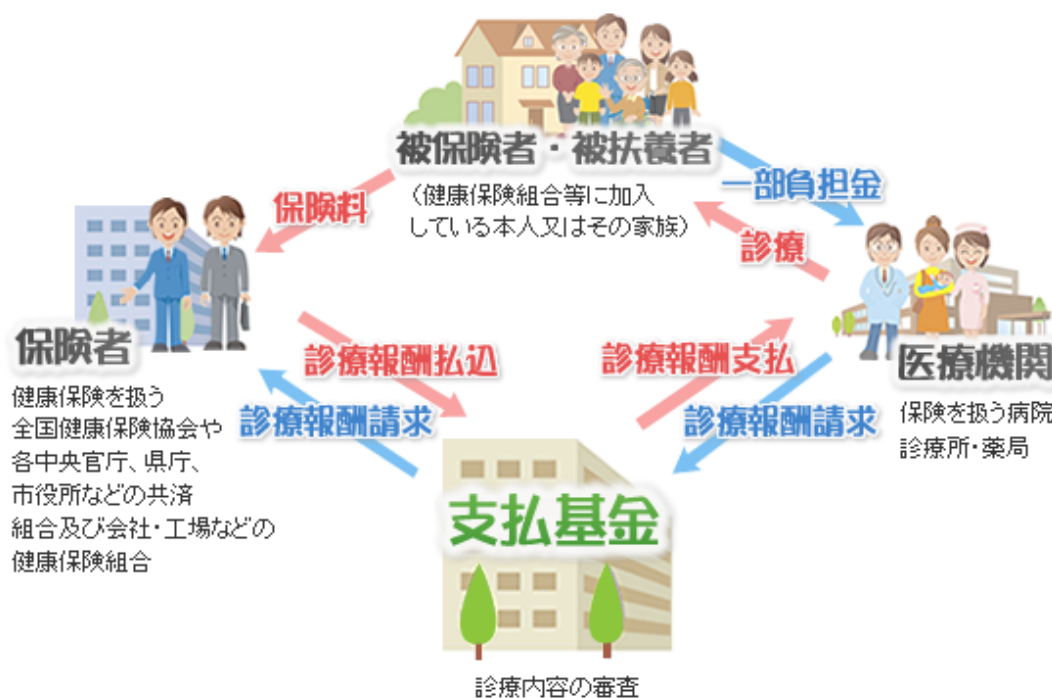 被保険者・被扶養者
（健康保険組合等に加入
している本人又はその家族）
保険料
一部負担金
診療
保険者
健康保険を扱う
全国健康保険協会や
各中央官庁、県庁、
市役所などの共済
組合及び会社・工場などの
健康保険組合
医療機関
保険を扱う病院
診療所・薬局
診療報酬払込
診療報酬請求
診療報酬支払
診療報酬請求
支払基金
診療内容の審査